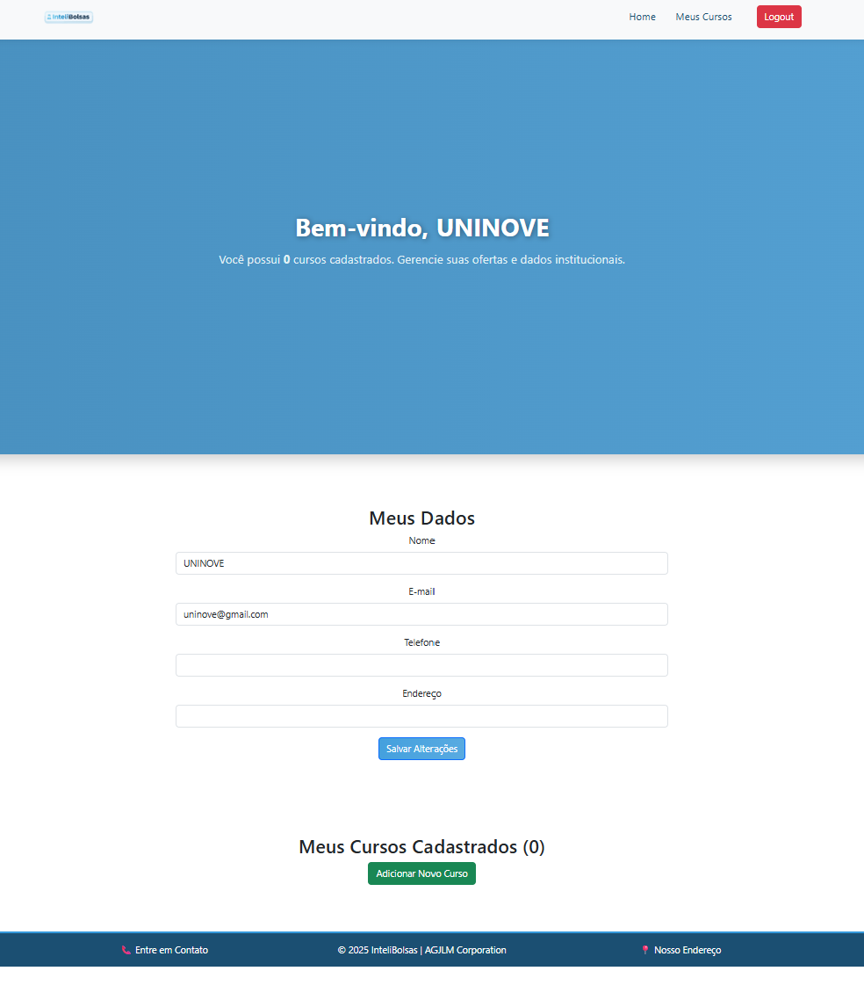 InteliBolsas
Home
Meus Cursos
Logout
Bem-vindo, UNINOVE
Você possui 0 cursos cadastrados. Gerencie suas ofertas e dados institucionais.
Meus Dados
Nome
UNINOVE
E-mail
uninove@gmail.com
Telefone
Endereço
Salvar Alterações
Meus Cursos Cadastrados (0)
Adicionar Novo Curso
Entre em Contato
© 2025 InteliBolsas | AGJLM Corporation
Nosso Endereço